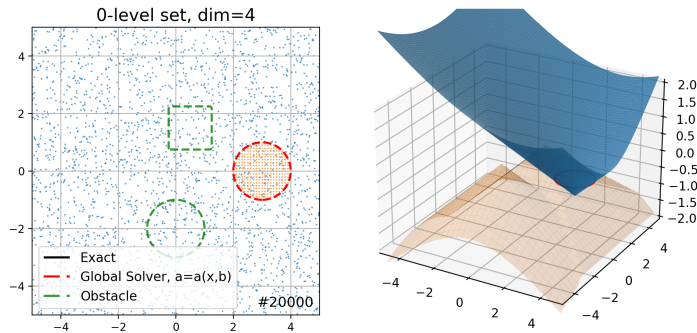 0-level set, dim=4
4
2
0
−2
−4
Exact
Global Solver, a=a(x,b)
Obstacle
#20000
−4 −2 0 2 4
2.0
1.5
1.0
0.5
0.0
−0.5
−1.0
−1.5
−2.0
−4 −2 0 2 4
−4 −2 0 2 4